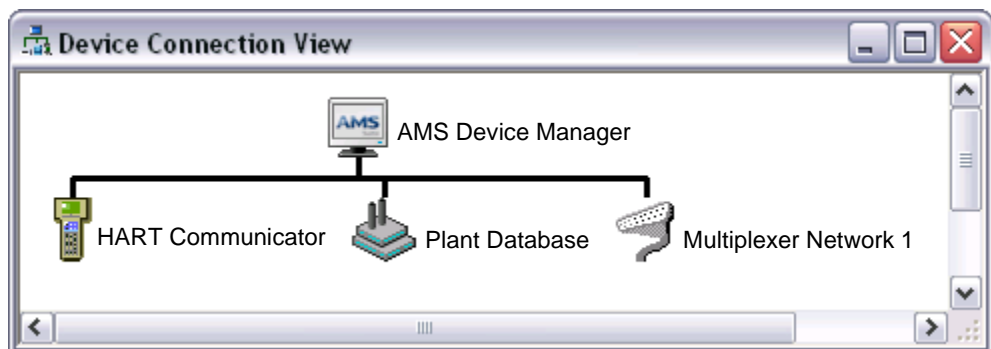 Device Connection View
AMS
AMS Device Manager
HART Communicator
Plant Database
Multiplexer Network 1